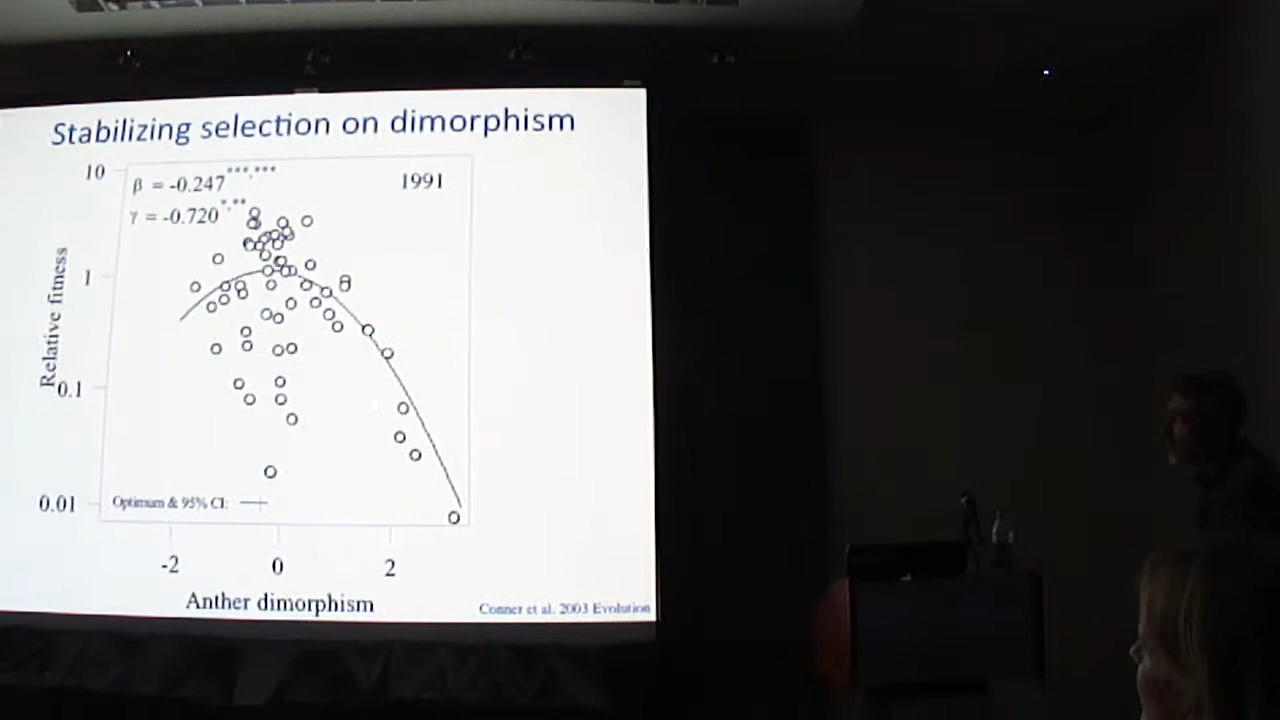 Stabilizing selection on dimorphism
10
β = -0.247***,***
1991
γ = -0.720*,**
Relative fitness
1
0.1
0.01
Optimum & 95% CI:
-2 0 2
Anther dimorphism
Conner et al. 2003 Evolution